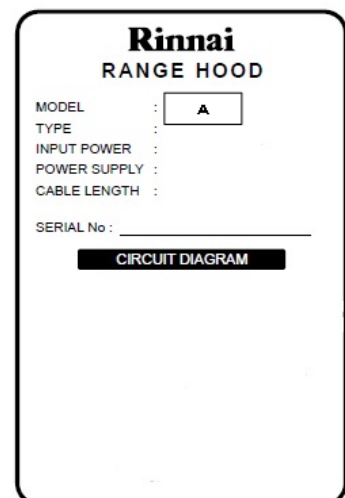 Rinnai
RANGE HOOD
MODEL : A
TYPE :
INPUT POWER :
POWER SUPPLY :
CABLE LENGTH :
SERIAL No :
CIRCUIT DIAGRAM